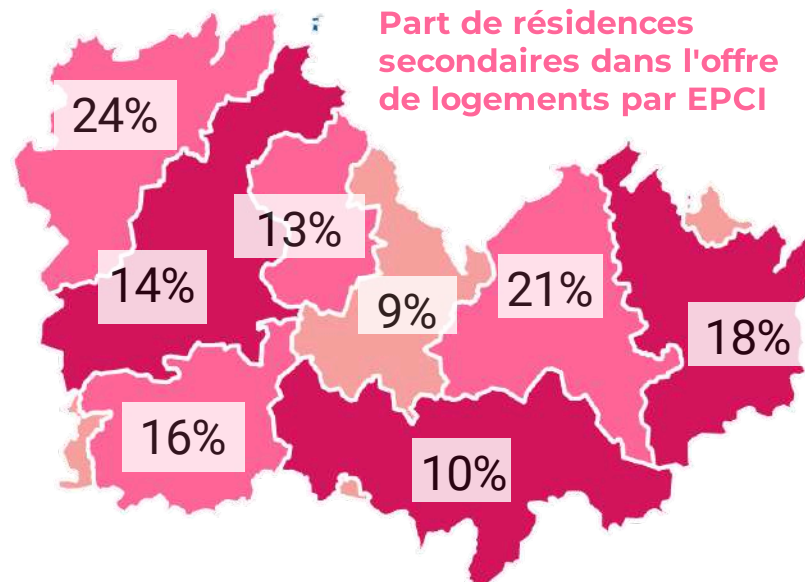 Part de résidences
secondaires dans l'offre
de logements par EPCI
24%
13%
14%
9%
21%
18%
16%
10%